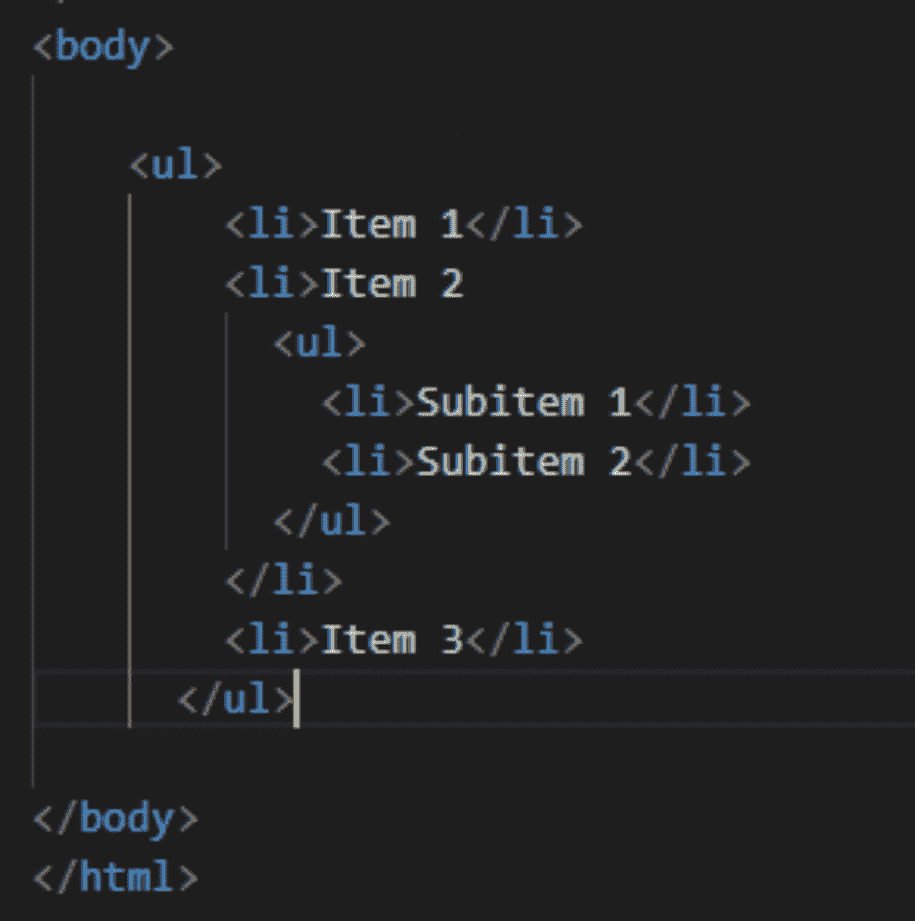 <body>
<ul>
<li>Item 1</li>
<li>Item 2
<ul>
<li>Subitem 1</li>
<li>Subitem 2</li>
</ul>
</li>
<li>Item 3</li>
</ul>
</body>
</html>